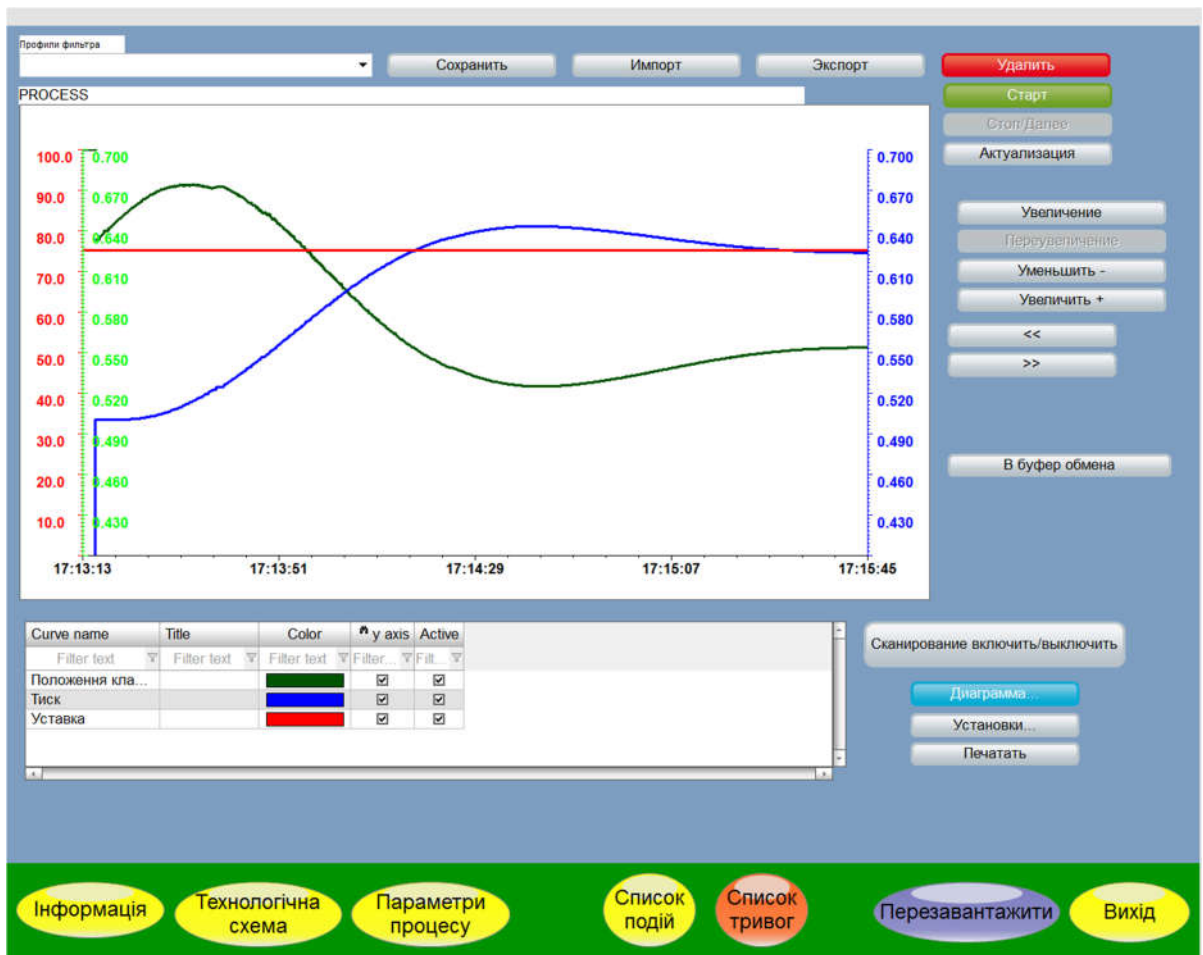 Профили фильтра
Сохранить Импорт Экспорт Удалить
PROCESS
Старт
Стоп/Далее
Актуализация
Увеличение
Переувеличение
Уменьшить -
Увеличить +
<<
>>
В буфер обмена
100.0 0.700 0.700
90.0 0.670 0.670
80.0 0.640 0.640
70.0 0.610 0.610
60.0 0.580 0.580
50.0 0.550 0.550
40.0 0.520 0.520
30.0 0.490 0.490
20.0 0.460 0.460
10.0 0.430 0.430
17:13:13 17:13:51 17:14:29 17:15:07 17:15:45
Curve name Title Color y axis Active
Filter text Filter text Filter text Filter... Filt...
Положення кла...
Тиск
Уставка
Сканирование включить/выключить
Диаграмма...
Установки...
Печатать
Інформація
Технологічна
схема
Параметри
процесу
Список
подій
Список
тривог
Перезавантажити
Вихід